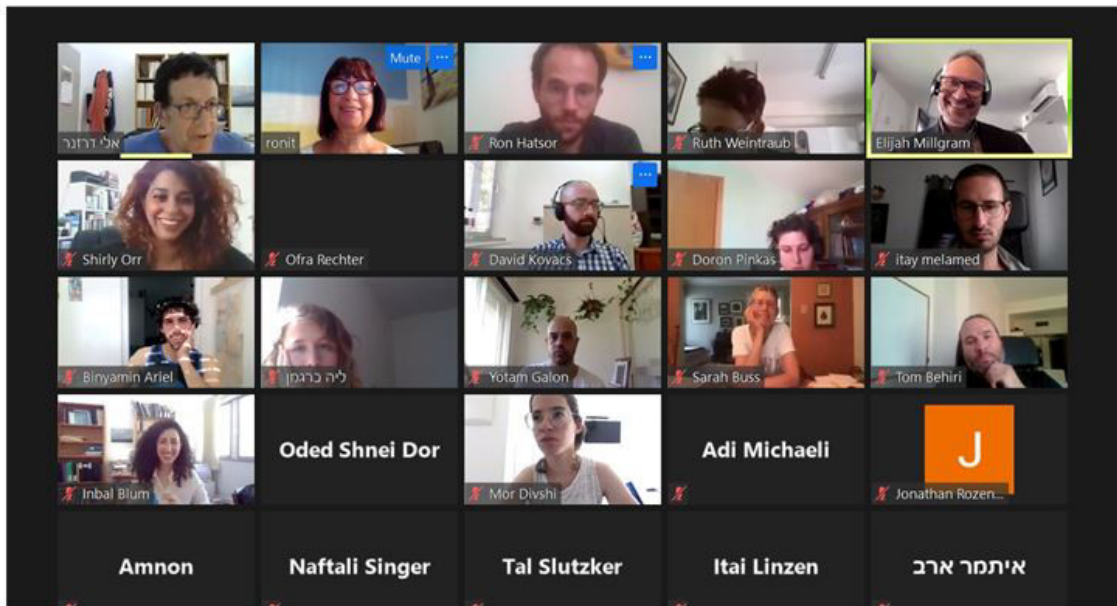 Mute ...
...
אלי דרזנר
ronit
Ron Hatsor
Ruth Weintraub
Elijah Millgram
Shirly Orr
Ofra Rechter
...
David Kovacs
Doron Pinkas
itay melamed
Binyamin Ariel
ליה ברגמן
Yotam Galon
Sarah Buss
Tom Behiri
Inbal Blum
Oded Shnei Dor
Mor Divshi
Adi Michaeli
J
Jonathan Rozen...
Amnon
Naftali Singer
Tal Slutzker
Itai Linzen
איתמר ארב